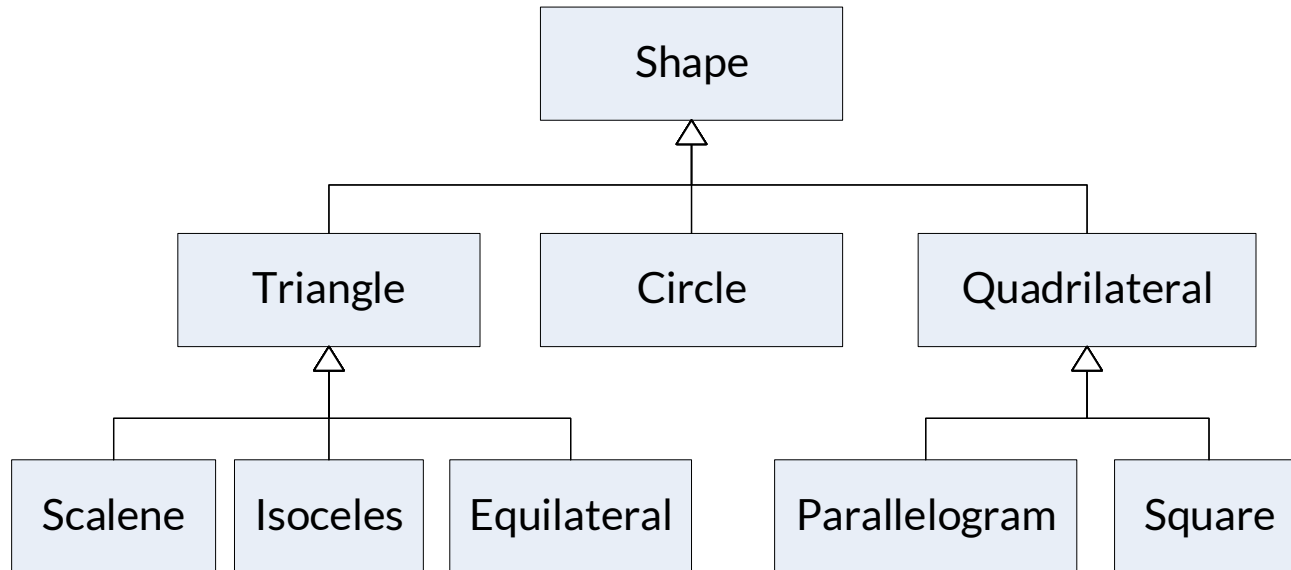 Shape
Triangle
Circle
Quadrilateral
Scalene
Isoceles
Equilateral
Parallelogram
Square